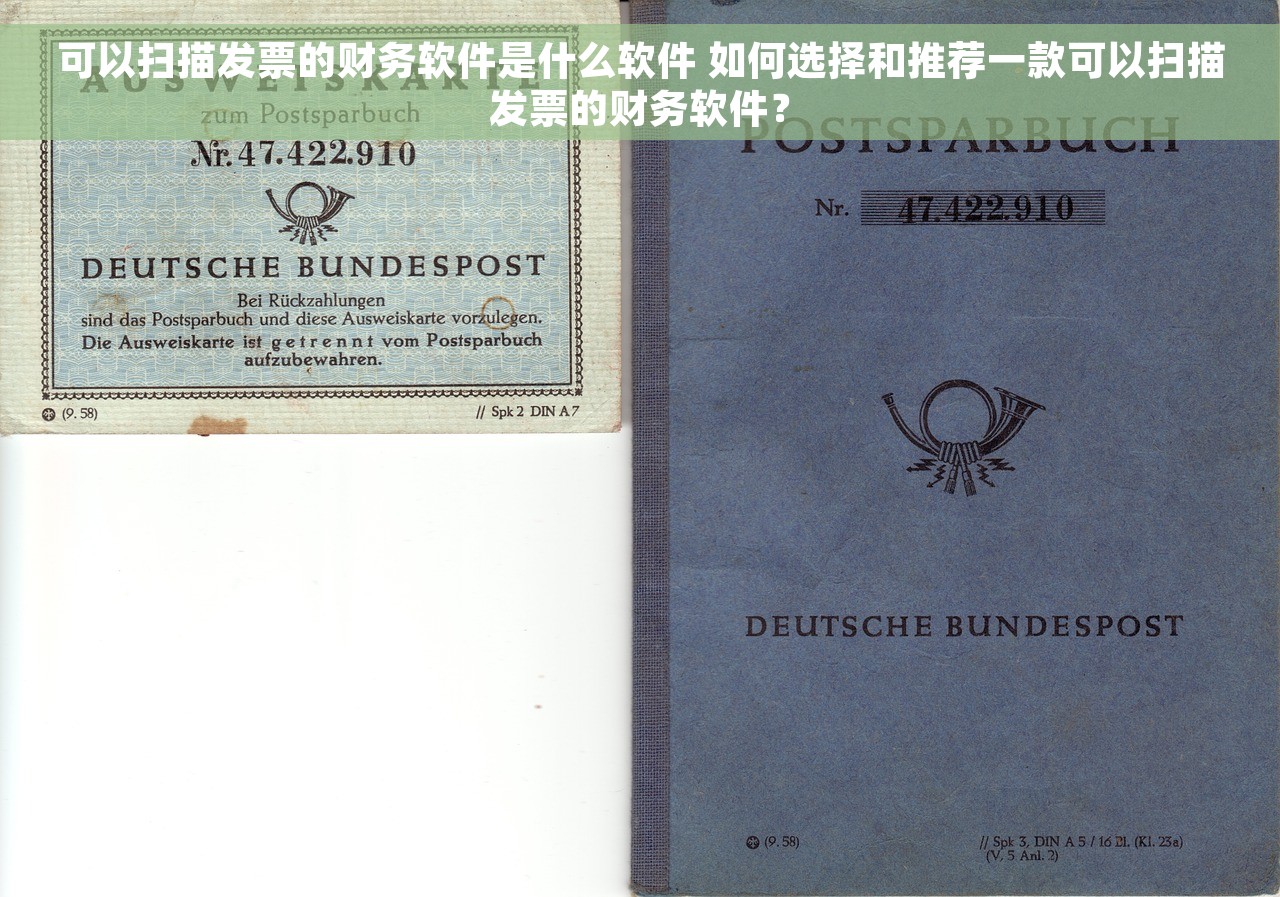 可以扫描发票的财务软件是什么软件 如何选择和推荐一款可以扫描
发票的财务软件？
AUSWEISKARTE
zum Postsparbuch
Nr. 47.422.910
DEUTSCHE BUNDESPOST
Bei Rückzahlungen
sind das Postsparbuch und diese Ausweiskarte vorzulegen.
Die Ausweiskarte ist getrennt vom Postsparbuch
aufzubewahren.
(9. 58)
// Spk 2 DIN A 7
POSTSPARBUCH
Nr. 47.422.910
DEUTSCHE BUNDESPOST
(9. 58)
// Spk 3, DIN A 5 / 16 Bl. (Kl. 23a)
(V, 5 Anl. 2)